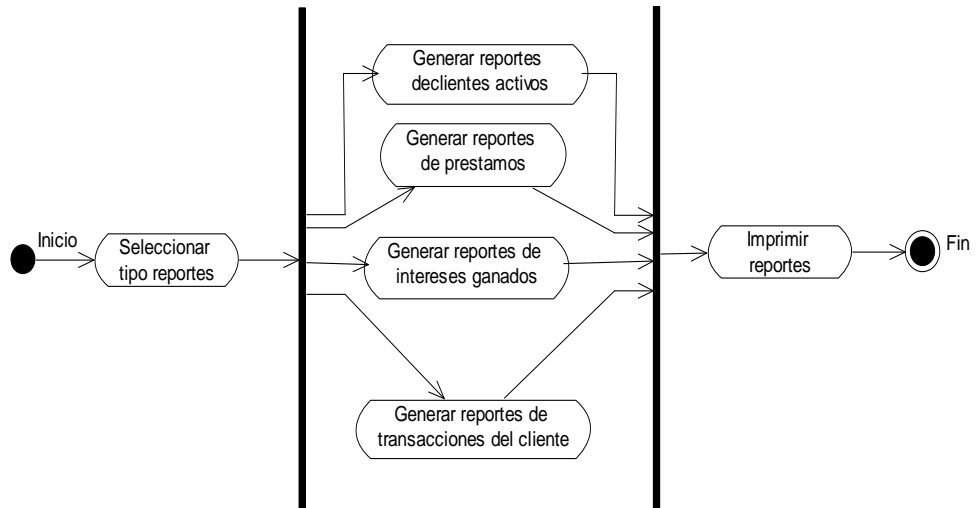 Inicio
Seleccionar
tipo reportes
Generar reportes
declientes activos
Generar reportes
de prestamos
Generar reportes de
intereses ganados
Generar reportes de
transacciones del cliente
Imprimir
reportes
Fin